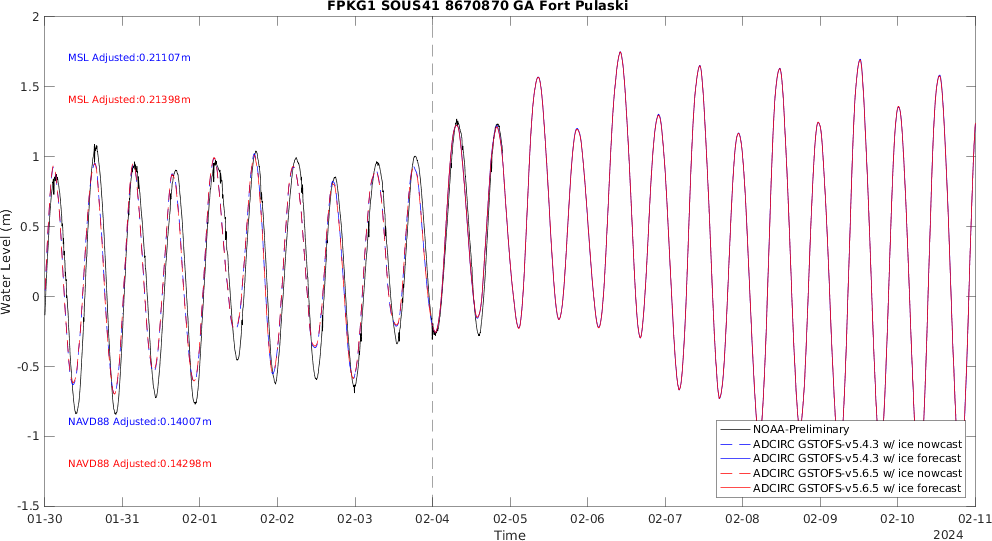 FPKG1 SOUS41 8670870 GA Fort Pulaski
2
1.5
1
0.5
0
-0.5
-1
-1.5
Water Level (m)
MSL Adjusted:0.21107m
MSL Adjusted:0.21398m
NAVD88 Adjusted:0.14007m
NAVD88 Adjusted:0.14298m
NOAA-Preliminary
ADCIRC GSTOFS-v5.4.3 w/ ice nowcast
ADCIRC GSTOFS-v5.4.3 w/ ice forecast
ADCIRC GSTOFS-v5.6.5 w/ ice nowcast
ADCIRC GSTOFS-v5.6.5 w/ ice forecast
01-30 01-31 02-01 02-02 02-03 02-04 02-05 02-06 02-07 02-08 02-09 02-10 02-11
Time
2024